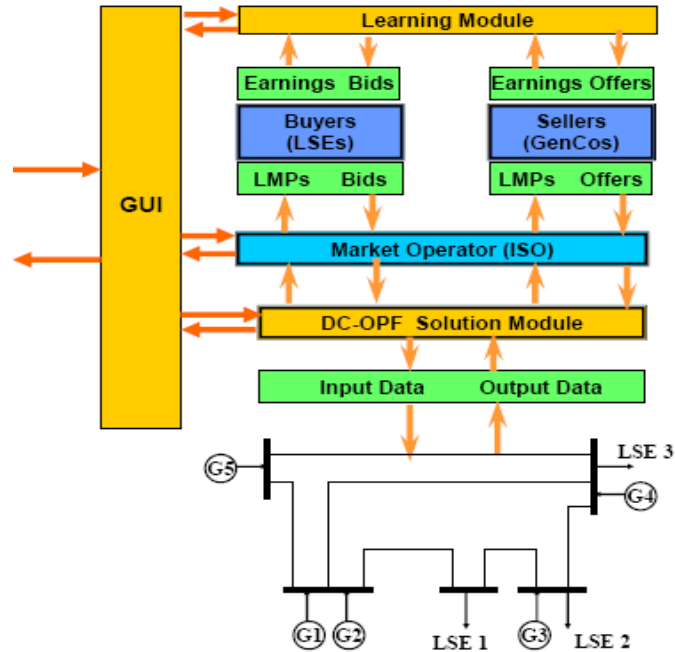 Learning Module
Earnings Bids
Earnings Offers
Buyers
(LSEs)
Sellers
(GenCos)
LMPs Bids
LMPs Offers
GUI
Market Operator (ISO)
DC-OPF Solution Module
Input Data Output Data
LSE 3
G5
G4
G1
G2
LSE 1
G3
LSE 2